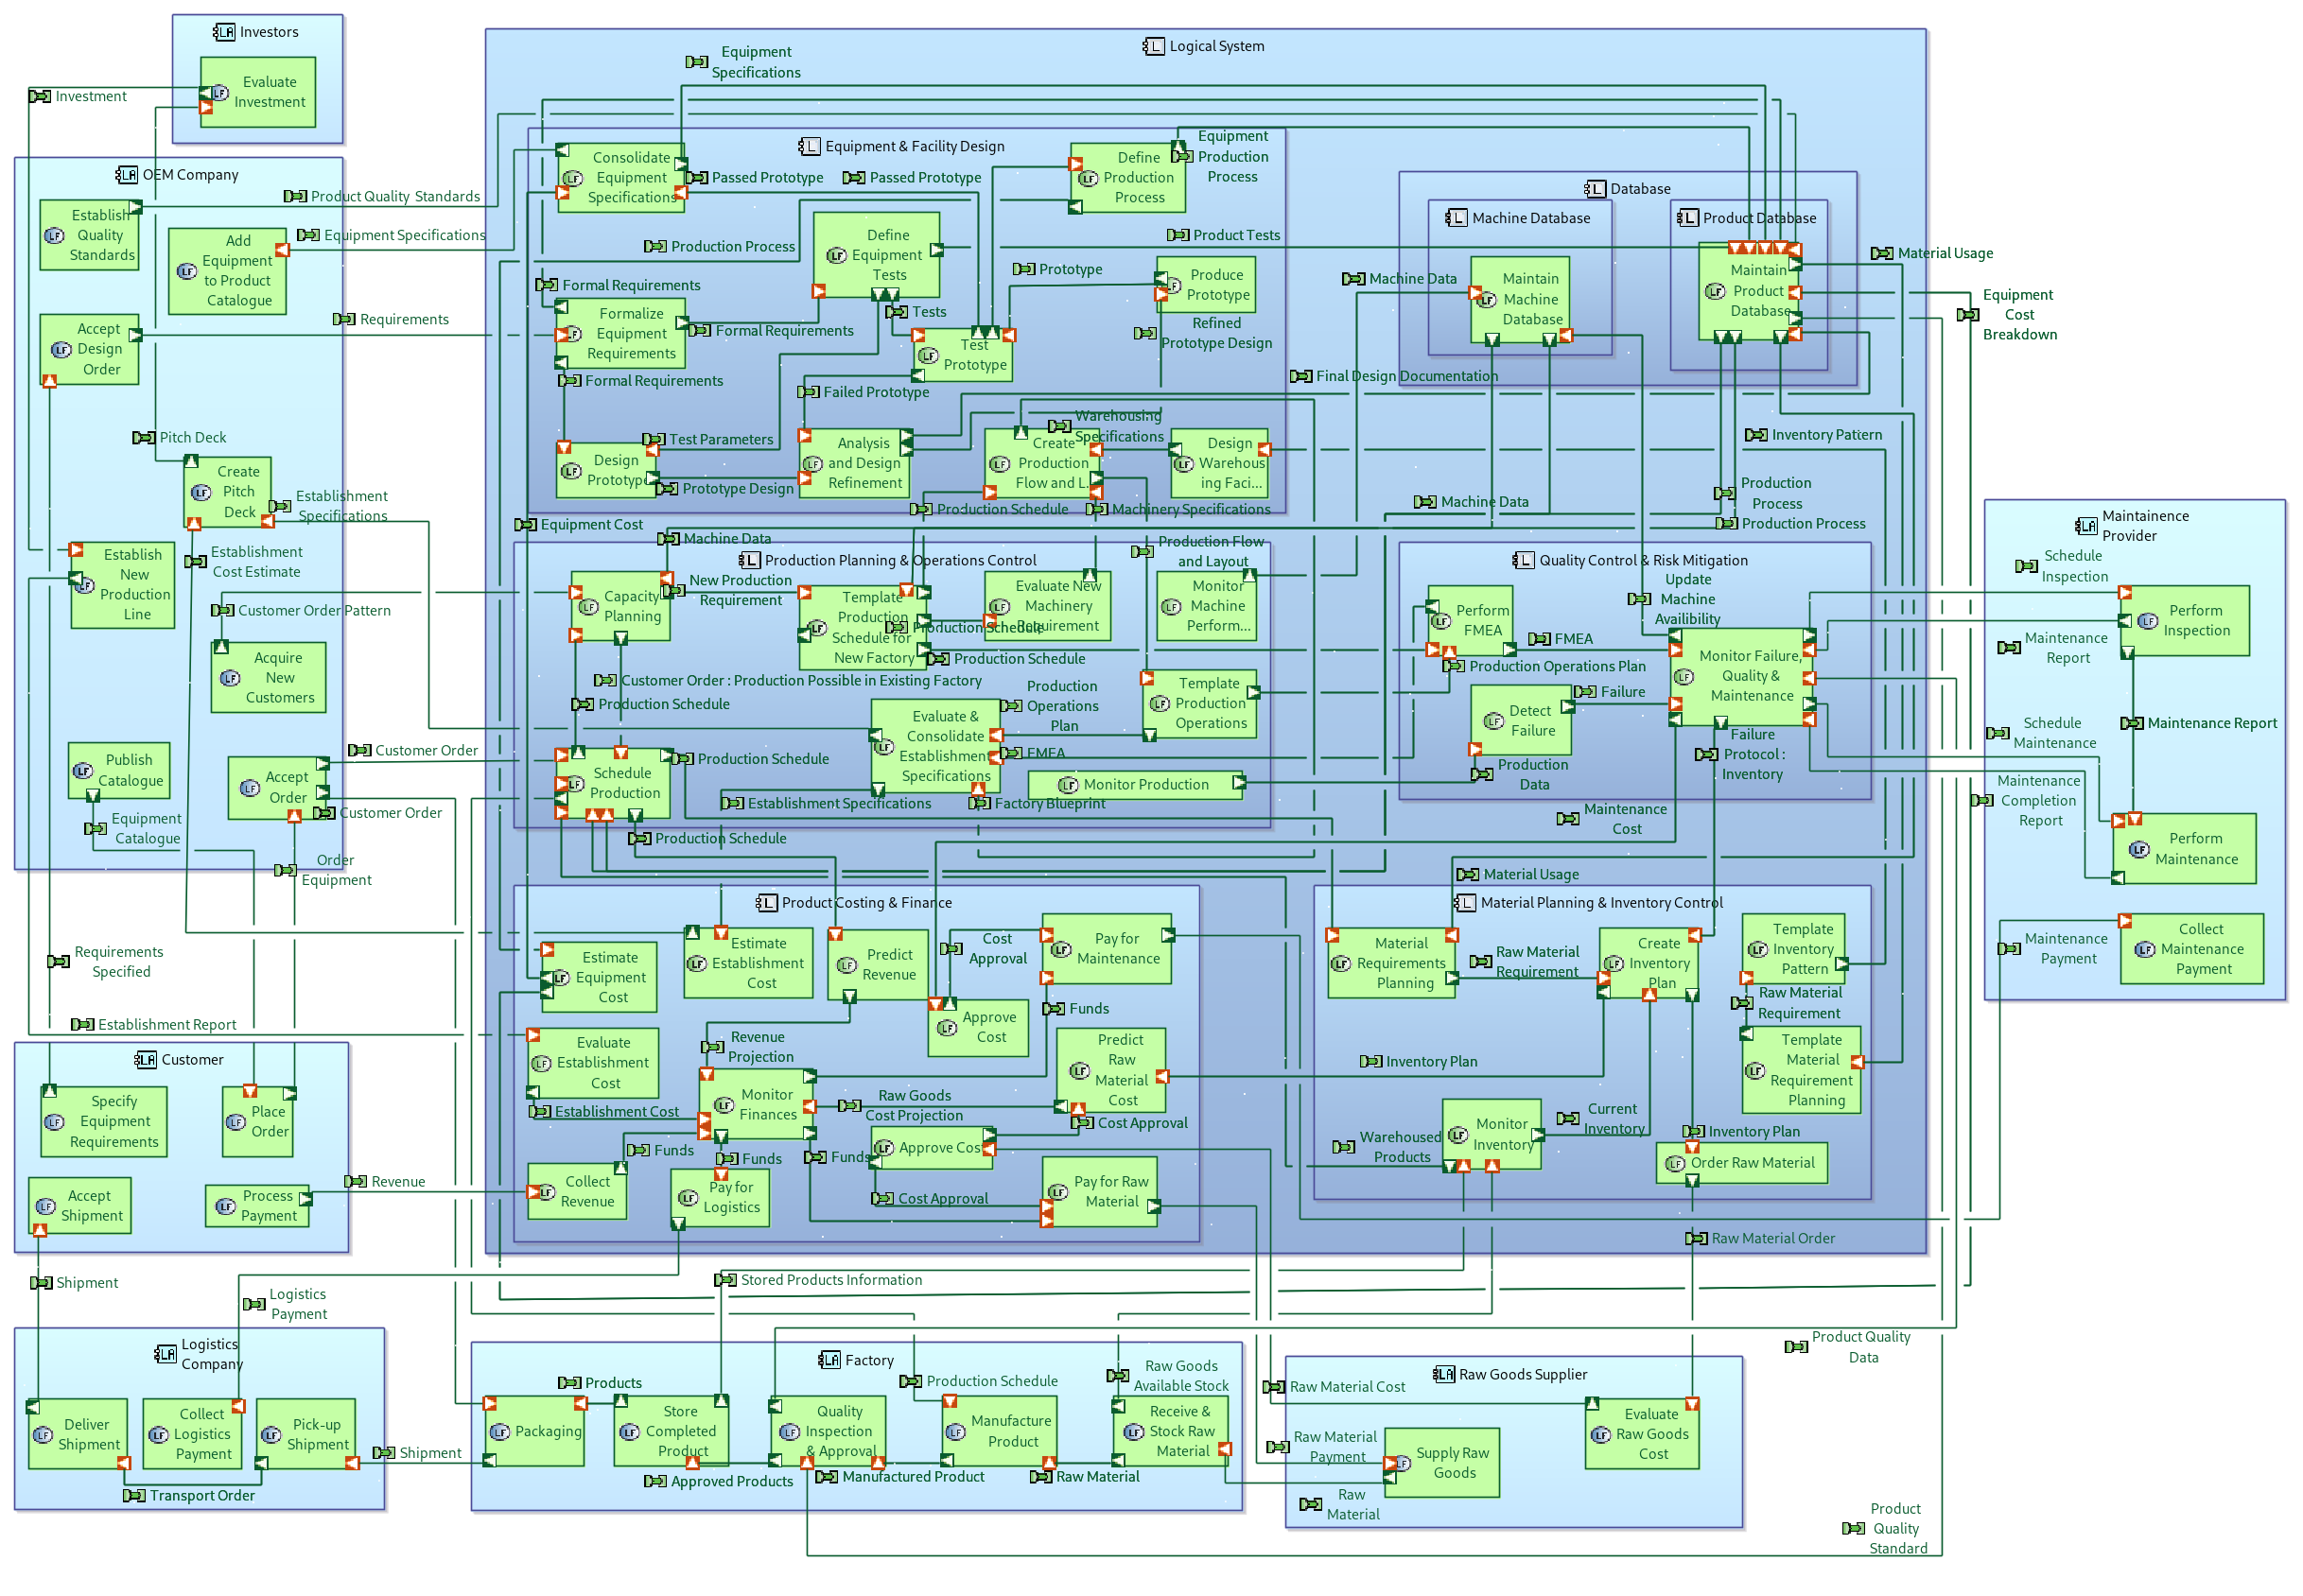 Investors
Evaluate
Investment
Investment
OEM Company
Establish
Quality
Standards
Product Quality Standards
Add
Equipment
to Product
Catalogue
Equipment Specifications
Accept
Design
Order
Requirements
Pitch Deck
Create
Pitch
Deck
Establishment
Specifications
Establish
New
Production
Line
Establishment
Cost Estimate
Customer Order Pattern
Acquire
New
Customers
Publish
Catalogue
Customer Order
Accept
Order
Customer Order
Equipment
Catalogue
Order
Equipment
Requirements
Specified
Establishment Report
Customer
Specify
Equipment
Requirements
Place
Order
Accept
Shipment
Process
Payment
Revenue
Shipment
Logistics
Payment
Logistics
Company
Deliver
Shipment
Collect
Logistics
Payment
Pick-up
Shipment
Shipment
Transport Order
Logical System
Equipment
Specifications
Equipment & Facility Design
Consolidate
Equipment
Specifications
Passed Prototype
Passed Prototype
Define
Production
Process
Equipment
Production
Process
Production Process
Define
Equipment
Tests
Product Tests
Prototype
Produce
Prototype
Refined
Prototype Design
Formal Requirements
Formalize
Equipment
Requirements
Formal Requirements
Tests
Test
Prototype
Formal Requirements
Failed Prototype
Final Design Documentation
Test Parameters
Design
Prototype
Prototype Design
Analysis
and Design
Refinement
Warehousing
Specifications
Create
Production
Flow and L...
Design
Warehous
ing Faci...
Production Schedule
Machinery Specifications
Equipment Cost
Machine Data
Database
Machine Database
Maintain
Machine
Database
Machine Data
Product Database
Maintain
Product
Database
Material Usage
Equipment
Cost
Breakdown
Inventory Pattern
Production
Process
Machine Data
Production Process
Production Planning & Operations Control
Production Flow
and Layout
Capacity
Planning
New Production
Requirement
Template
Production
Schedule for
New Factory
Production Schedule
Evaluate New
Machinery
Requirement
Monitor
Machine
Perform...
Production Schedule
Customer Order : Production Possible in Existing Factory
Production Schedule
Production
Operations
Plan
Template
Production
Operations
Evaluate &
Consolidate
Establishment
Specifications
FMEA
Schedule
Production
Production Schedule
Monitor Production
Establishment Specifications
Factory Blueprint
Production Schedule
Quality Control & Risk Mitigation
Update
Machine
Availibility
Perform
FMEA
FMEA
Production Operations Plan
Monitor Failure,
Quality &
Maintenance
Detect
Failure
Failure
Failure
Protocol :
Inventory
Production
Data
Maintenance
Cost
Maintainence
Provider
Schedule
Inspection
Perform
Inspection
Maintenance
Report
Schedule
Maintenance
Maintenance Report
Maintenance
Completion
Report
Perform
Maintenance
Maintenance
Payment
Collect
Maintenance
Payment
Product Costing & Finance
Estimate
Equipment
Cost
Estimate
Establishment
Cost
Predict
Revenue
Cost
Approval
Pay for
Maintenance
Approve
Cost
Funds
Evaluate
Establishment
Cost
Revenue
Projection
Predict
Raw
Material
Cost
Monitor
Finances
Establishment Cost
Raw Goods
Cost Projection
Cost Approval
Approve Cost
Funds
Funds
Funds
Collect
Revenue
Pay for
Logistics
Cost Approval
Pay for Raw
Material
Material Usage
Material Planning & Inventory Control
Material
Requirements
Planning
Raw Material
Requirement
Create
Inventory
Plan
Template
Inventory
Pattern
Raw Material
Requirement
Template
Material
Requirement
Planning
Inventory Plan
Monitor
Inventory
Current
Inventory
Warehoused
Products
Inventory Plan
Order Raw Material
Raw Material Order
Stored Products Information
Factory
Products
Packaging
Store
Completed
Product
Approved Products
Quality
Inspection
& Approval
Manufactured Product
Production Schedule
Manufacture
Product
Raw Material
Raw Goods
Available Stock
Receive &
Stock Raw
Material
Raw Goods Supplier
Raw Material Cost
Raw Material
Payment
Supply Raw
Goods
Raw
Material
Evaluate
Raw Goods
Cost
Product Quality
Data
Product
Quality
Standard